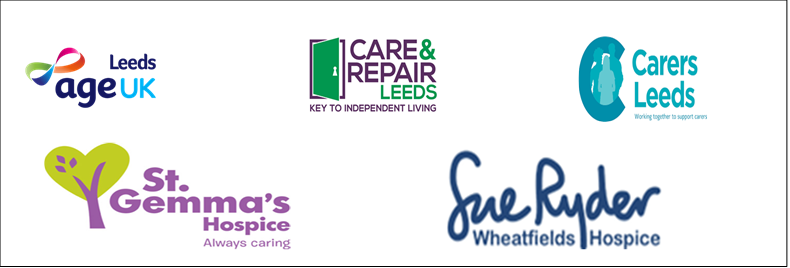 Leeds
age UK
CARE &
REPAIR
LEEDS
KEY TO INDEPENDENT LIVING
Carers
Leeds
Working together to support carers
St.
Gemma's
Hospice
Always caring
Sue Ryder
Wheatfields Hospice